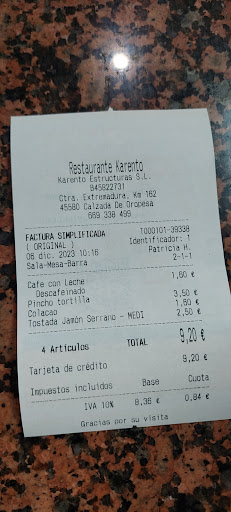 Restaurante Karento
Karento Estructuras S.L.
B45822731
Ctra. Extremadura, Km 162
45580 Calzada De Oropesa
669 338 499
FACTURA SIMPLIFICADA T000101-39338
( ORIGINAL ) Identificador: 1
06 dic. 2023 10:16 Patricia H.
Sala-Mesa-Barra 2-1-1
Cafe con Leche 1,60 €
Descafeinado
Pincho tortilla 3,50 €
Colacao 1,60 €
Tostada Jamón Serrano - MEDI 2,50 €
4 Artículos TOTAL 9,20 €
Tarjeta de crédito 9,20 €
Impuestos incluidos Base Cuota
IVA 10% 8,36 € 0,84 €
Gracias por su visita